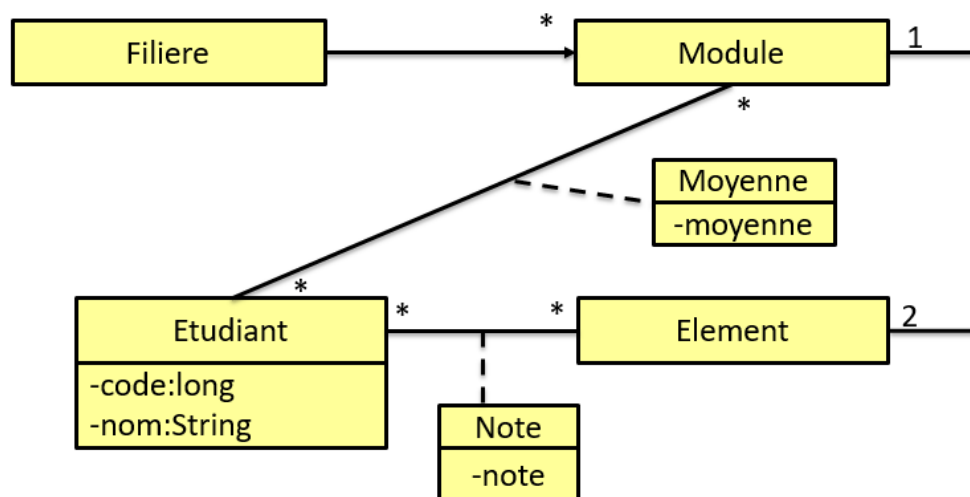 *
Filiere
Module
1
*
Moyenne
-moyenne
*
Etudiant
*
*
Element
2
-code:long
-nom:String
Note
-note